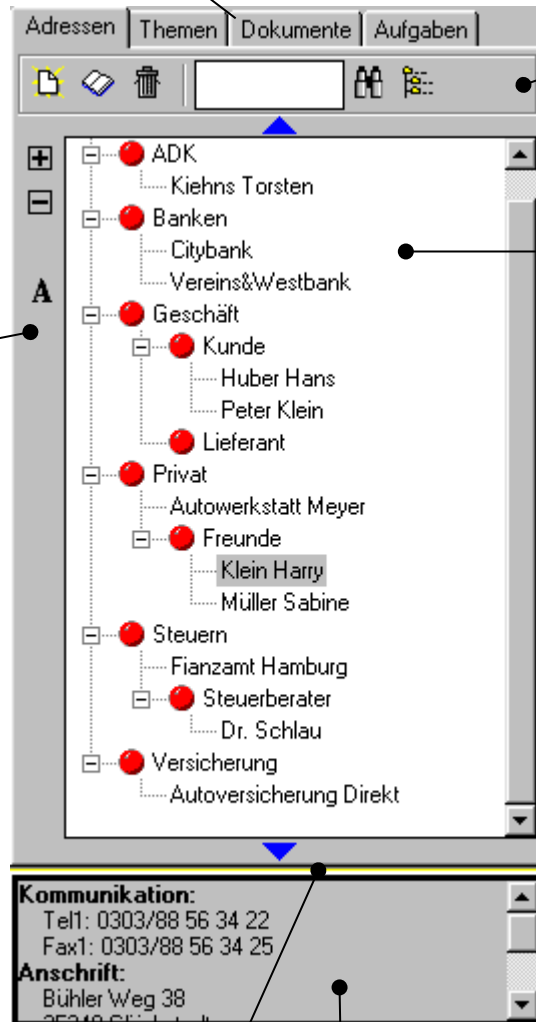 Adressen Themen Dokumente Aufgaben
ADK
Kiehns Torsten
Banken
Citybank
Vereins&Westbank
A
Geschäft
Kunde
Huber Hans
Peter Klein
Lieferant
Privat
Autowerkstatt Meyer
Freunde
Klein Harry
Müller Sabine
Steuern
Fianzamt Hamburg
Steuerberater
Dr. Schlau
Versicherung
Autoversicherung Direkt
Kommunikation:
Tel1: 0303/88 56 34 22
Fax1: 0303/88 56 34 25
Anschrift:
Bühler Weg 38